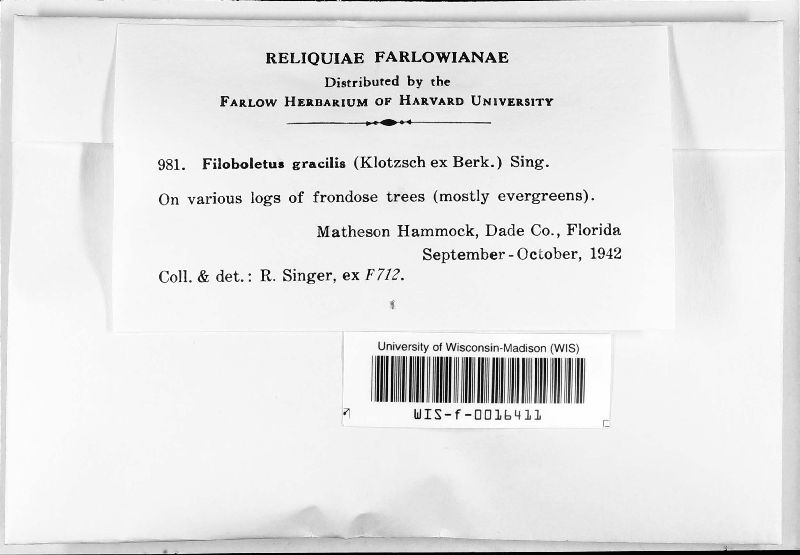 RELIQUIAE FARLOWIANAE
Distributed by the
FARLOW HERBARIUM OF HARVARD UNIVERSITY
981. Filoboletus gracilis (Klotzsch ex Berk.) Sing.
On various logs of frondose trees (mostly evergreens).
Matheson Hammock, Dade Co., Florida
September-October, 1942
Coll. & det.: R. Singer, ex F712.
University of Wisconsin-Madison (WIS)
WIS-f-0016411